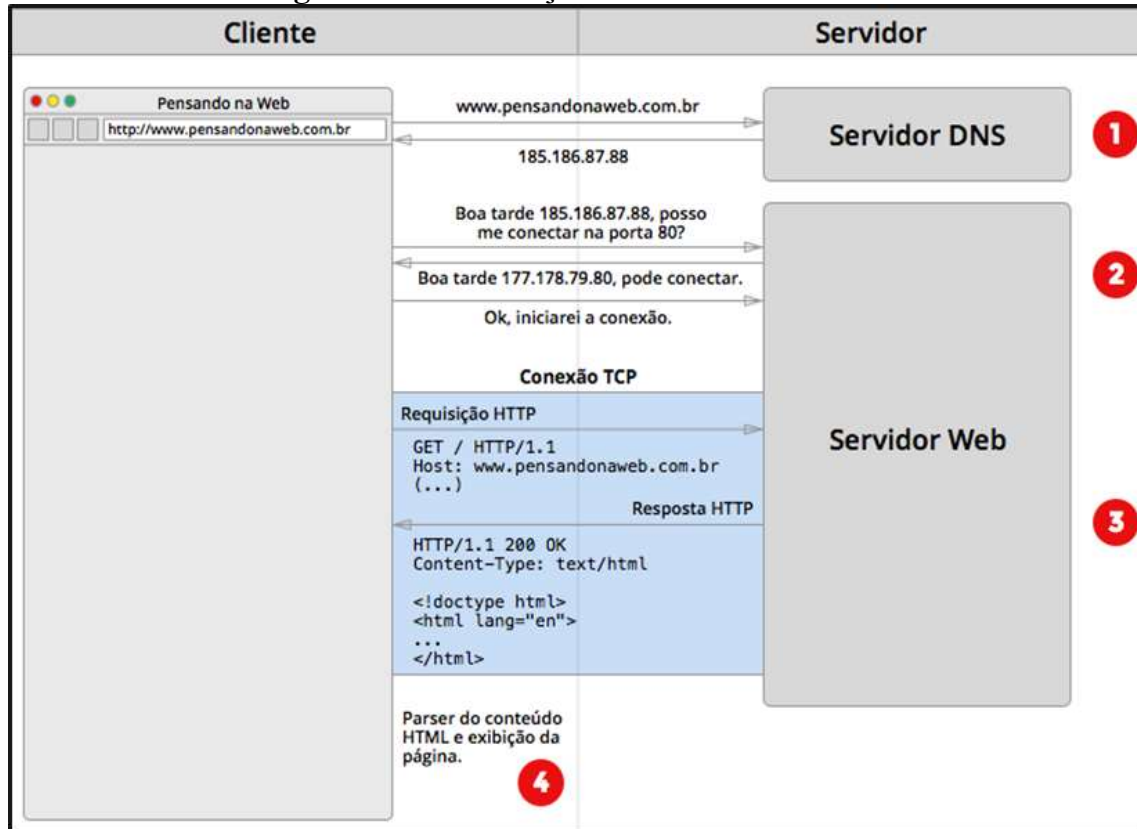 Cliente
Servidor
Pensando na Web
http://www.pensandonaweb.com.br
www.pensandonaweb.com.br
185.186.87.88
Servidor DNS
1
Boa tarde 185.186.87.88, posso
me conectar na porta 80?
Boa tarde 177.178.79.80, pode conectar.
Ok, iniciarei a conexão.
2
Conexão TCP
Requisição HTTP
GET / HTTP/1.1
Host: www.pensandonaweb.com.br
(...)
Resposta HTTP
HTTP/1.1 200 OK
Content-Type: text/html
<!doctype html>
<html lang="en">
...
</html>
Servidor Web
3
Parser do conteúdo
HTML e exibição da
página.
4